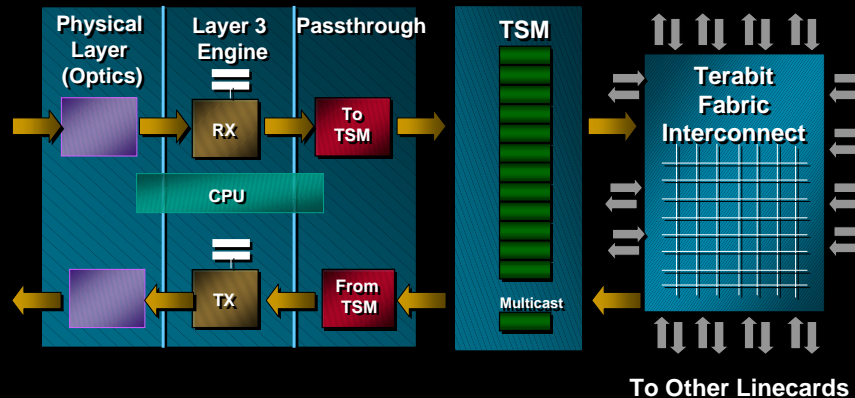 Physical
Layer
(Optics)
Layer 3
Engine
Passthrough
TSM
Terabit
Fabric
Interconnect
RX
To
TSM
CPU
TX
From
TSM
Multicast
To Other Linecards